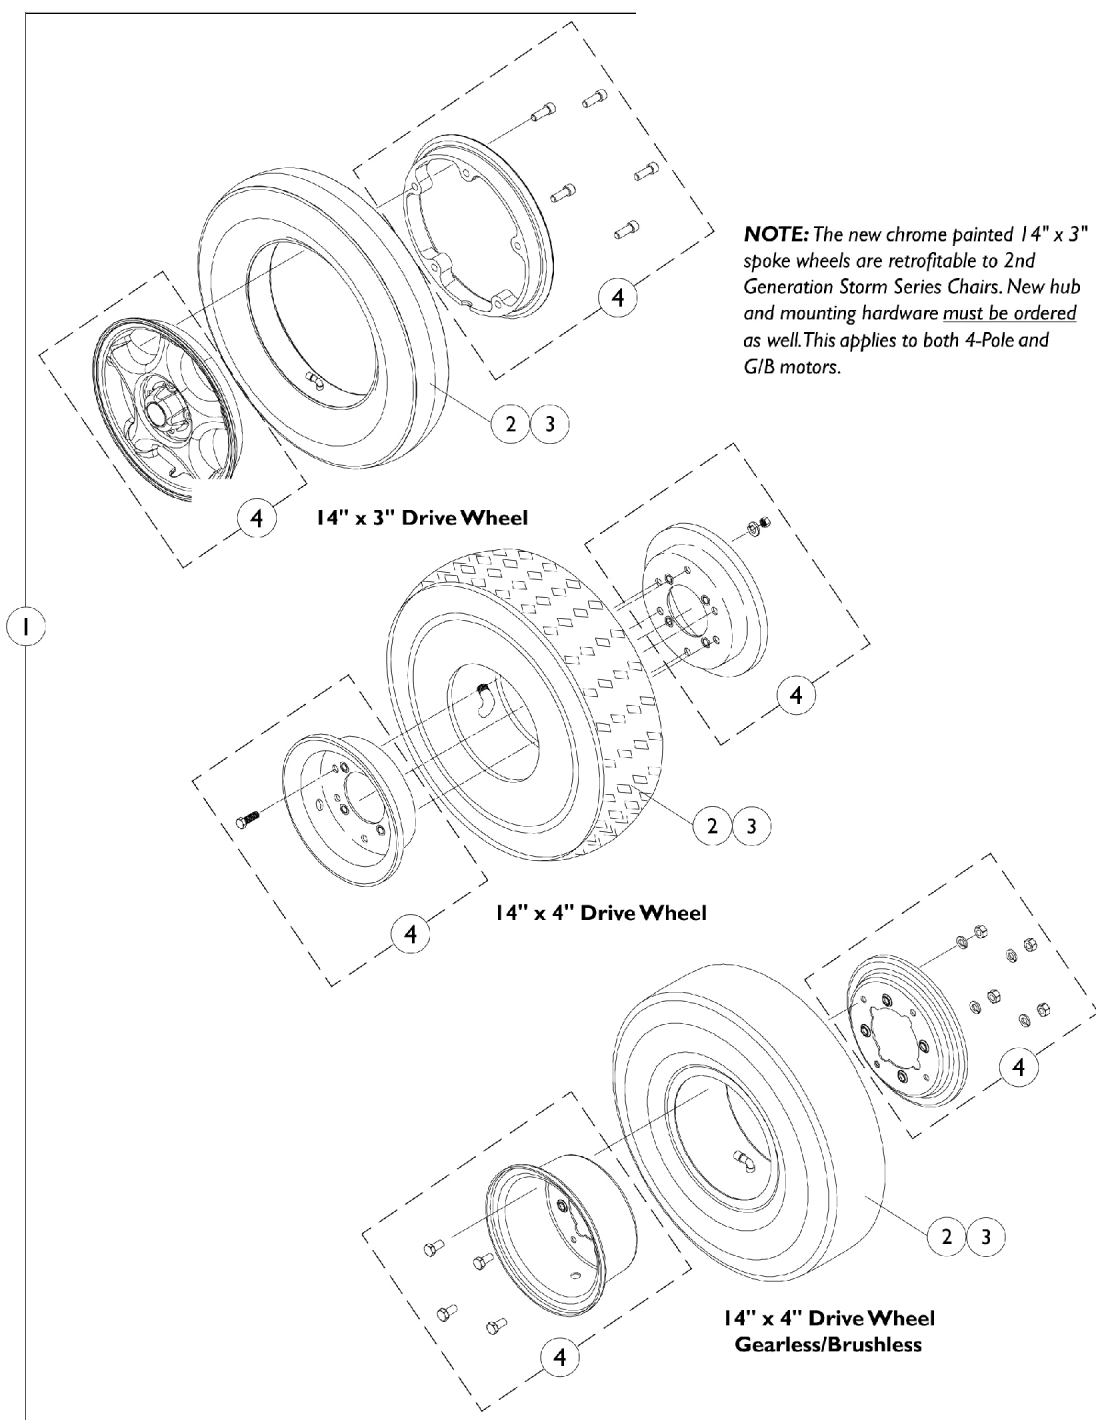 NOTE: The new chrome painted 14" x 3"
spoke wheels are retrofitable to 2nd
Generation Storm Series Chairs. New hub
and mounting hardware must be ordered
as well. This applies to both 4-Pole and
G/B motors.
4
2 3
4
14" x 3" Drive Wheel
1
4
2 3
14" x 4" Drive Wheel
4
4
2 3
14" x 4" Drive Wheel
Gearless/Brushless
4